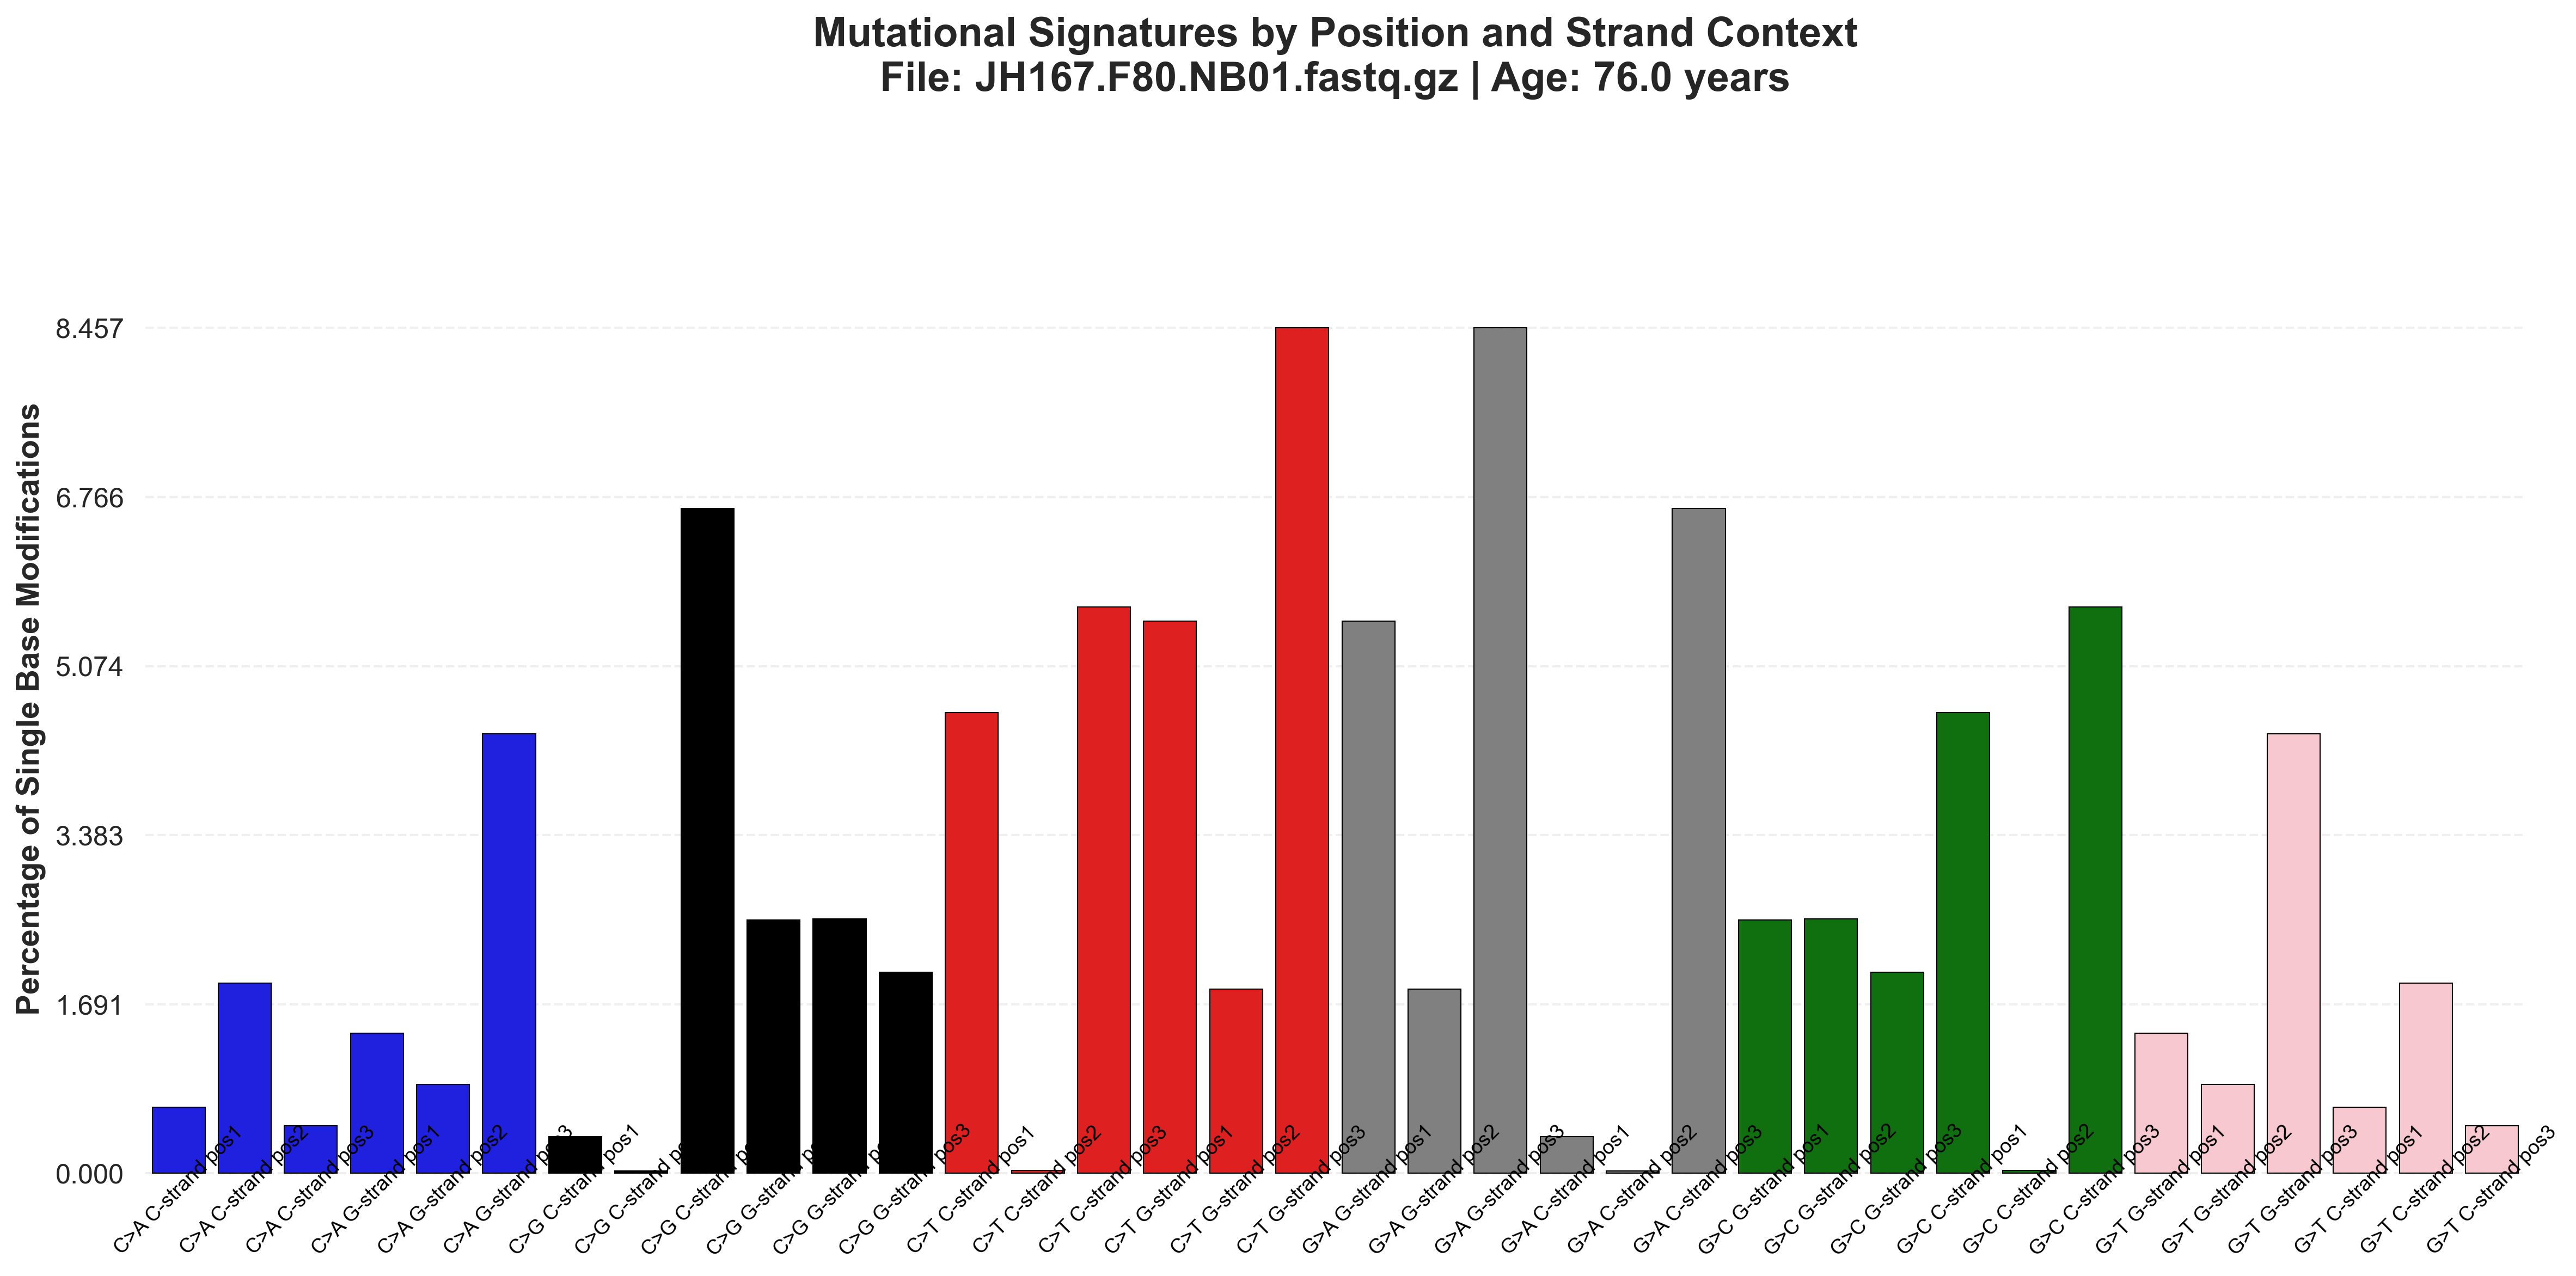 Mutational Signatures by Position and Strand Context
File: JH167.F80.NB01.fastq.gz | Age: 76.0 years
Percentage of Single Base Modifications
8.457
6.766
5.074
3.383
1.691
0.000
C>A C-strand pos1
C>A C-strand pos2
C>A C-strand pos3
C>A G-strand pos1
C>A G-strand pos2
C>A G-strand pos3
C>G C-strand pos1
C>G C-strand
C>G C-strand
C>G G-strand
C>G G-strand
C>G G-strand pos3
C>T C-strand pos1
C>T C-strand pos2
C>T C-strand pos3
C>T G-strand pos1
C>T G-strand pos2
C>T G-strand pos3
G>A G-strand pos1
G>A G-strand pos2
G>A G-strand pos3
G>A C-strand pos1
G>A C-strand pos2
G>A C-strand pos3
G>C G-strand pos1
G>C G-strand pos2
G>C G-strand pos3
G>C C-strand pos1
G>C C-strand pos2
G>C C-strand pos3
G>T G-strand pos1
G>T G-strand pos2
G>T G-strand pos3
G>T C-strand pos1
G>T C-strand pos2
G>T C-strand pos3